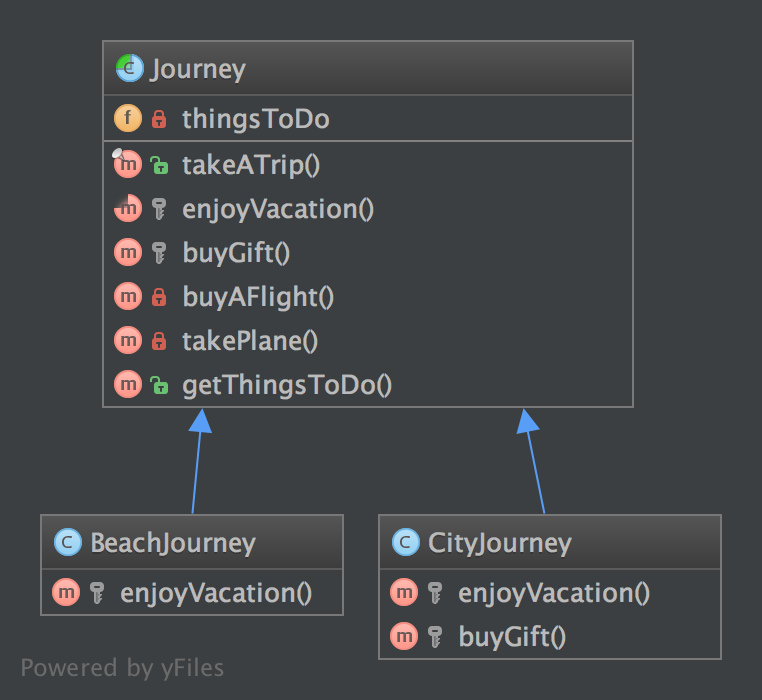 Journey
thingsToDo
takeATrip()
enjoyVacation()
buyGift()
buyAFlight()
takePlane()
getThingsToDo()
BeachJourney
enjoyVacation()
CityJourney
enjoyVacation()
buyGift()
Powered by yFiles